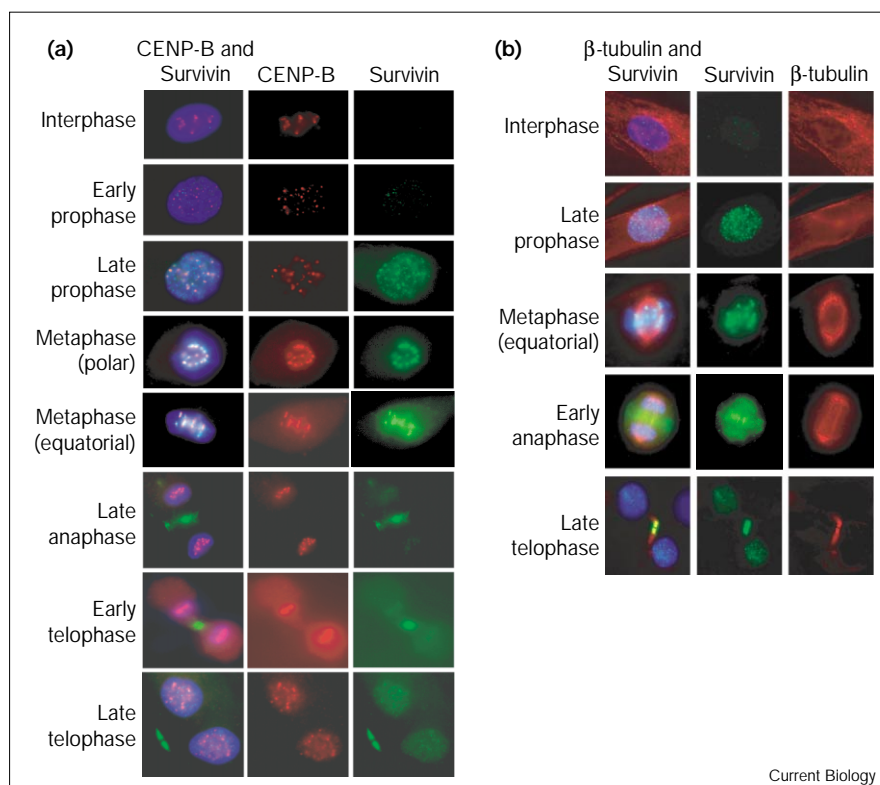 (a)
CENP-B and
Survivin CENP-B Survivin
Interphase
Early
prophase
Late
prophase
Metaphase
(polar)
Metaphase
(equatorial)
Late
anaphase
Early
telophase
Late
telophase
(b)
β-tubulin and
Survivin Survivin β-tubulin
Interphase
Late
prophase
Metaphase
(equatorial)
Early
anaphase
Late
telophase
Current Biology